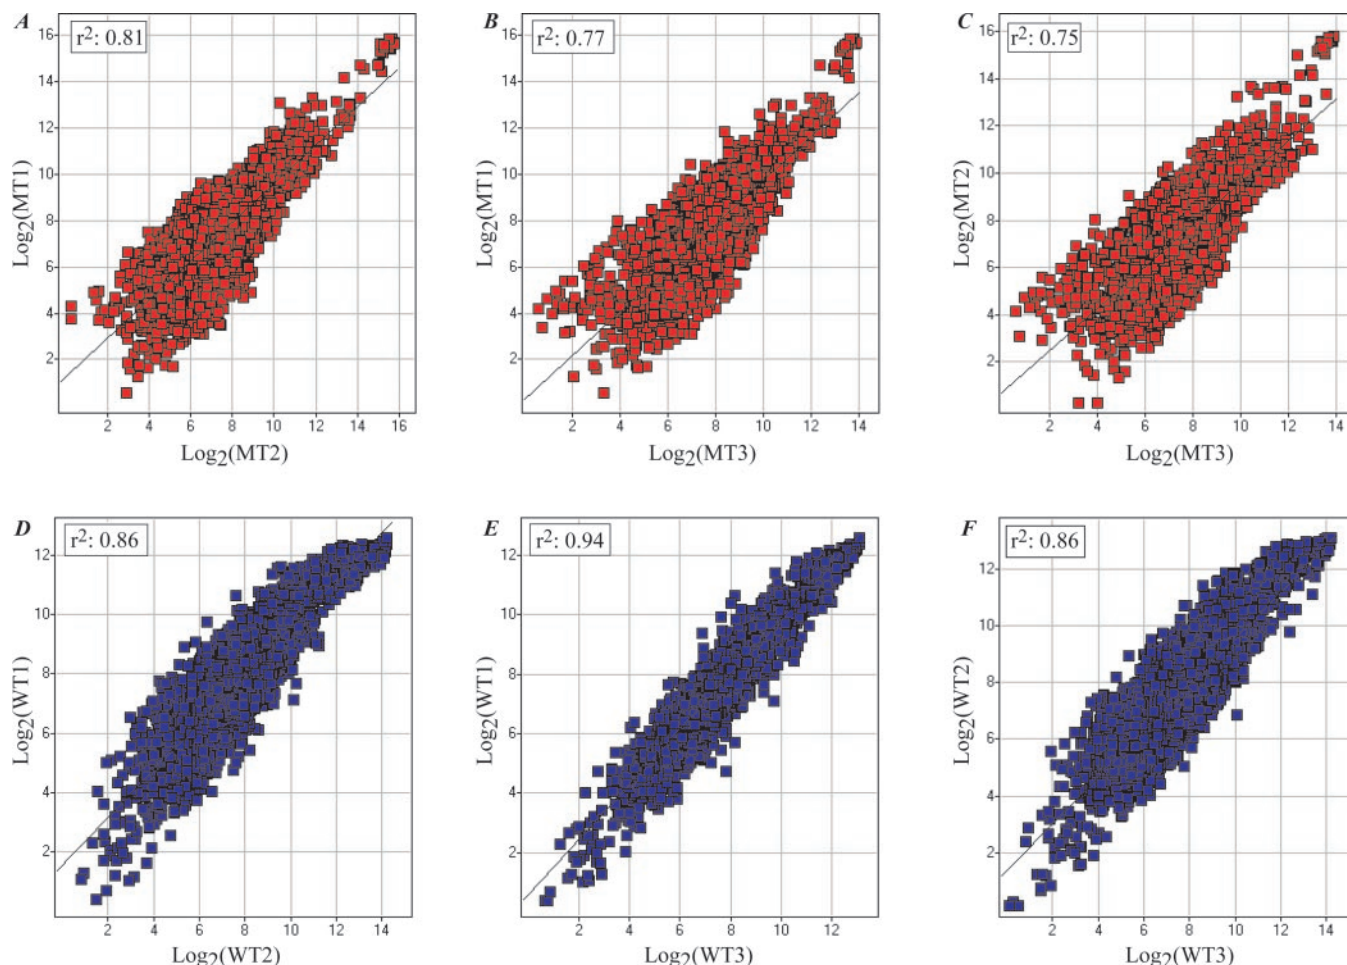 A
r²: 0.81
16
14
12
10
8
6
4
2
Log₂(MT1)
2 4 6 8 10 12 14 16
Log₂(MT2)
B
r²: 0.77
16
14
12
10
8
6
4
2
Log₂(MT1)
2 4 6 8 10 12 14
Log₂(MT3)
C
r²: 0.75
16
14
12
10
8
6
4
2
Log₂(MT2)
2 4 6 8 10 12 14
Log₂(MT3)
D
r²: 0.86
12
10
8
6
4
2
Log₂(WT1)
2 4 6 8 10 12 14
Log₂(WT2)
E
r²: 0.94
12
10
8
6
4
2
Log₂(WT1)
2 4 6 8 10 12
Log₂(WT3)
F
r²: 0.86
12
10
8
6
4
2
Log₂(WT2)
2 4 6 8 10 12 14
Log₂(WT3)